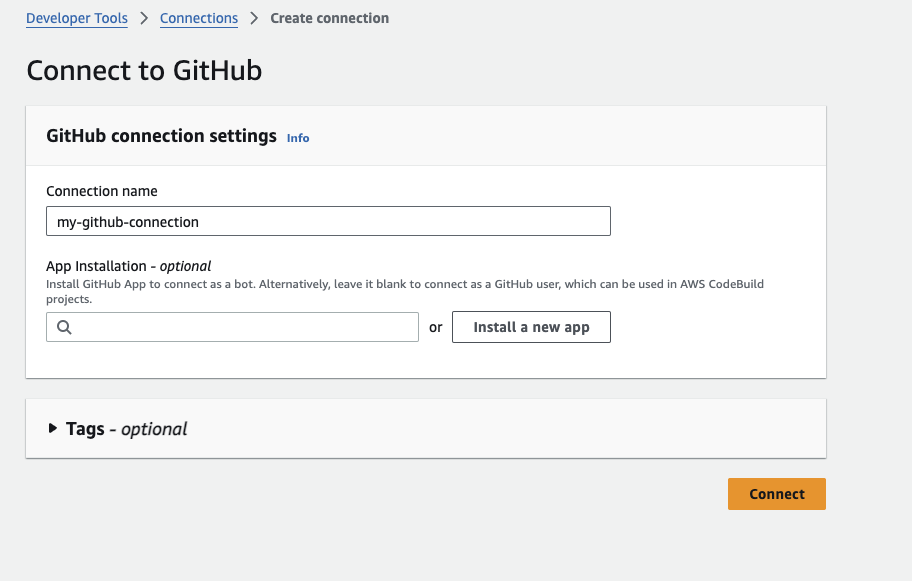 Developer Tools > Connections > Create connection
Connect to GitHub
GitHub connection settings Info
Connection name
my-github-connection
App Installation - optional
Install GitHub App to connect as a bot. Alternatively, leave it blank to connect as a GitHub user, which can be used in AWS CodeBuild
projects.
or Install a new app
Tags - optional
Connect